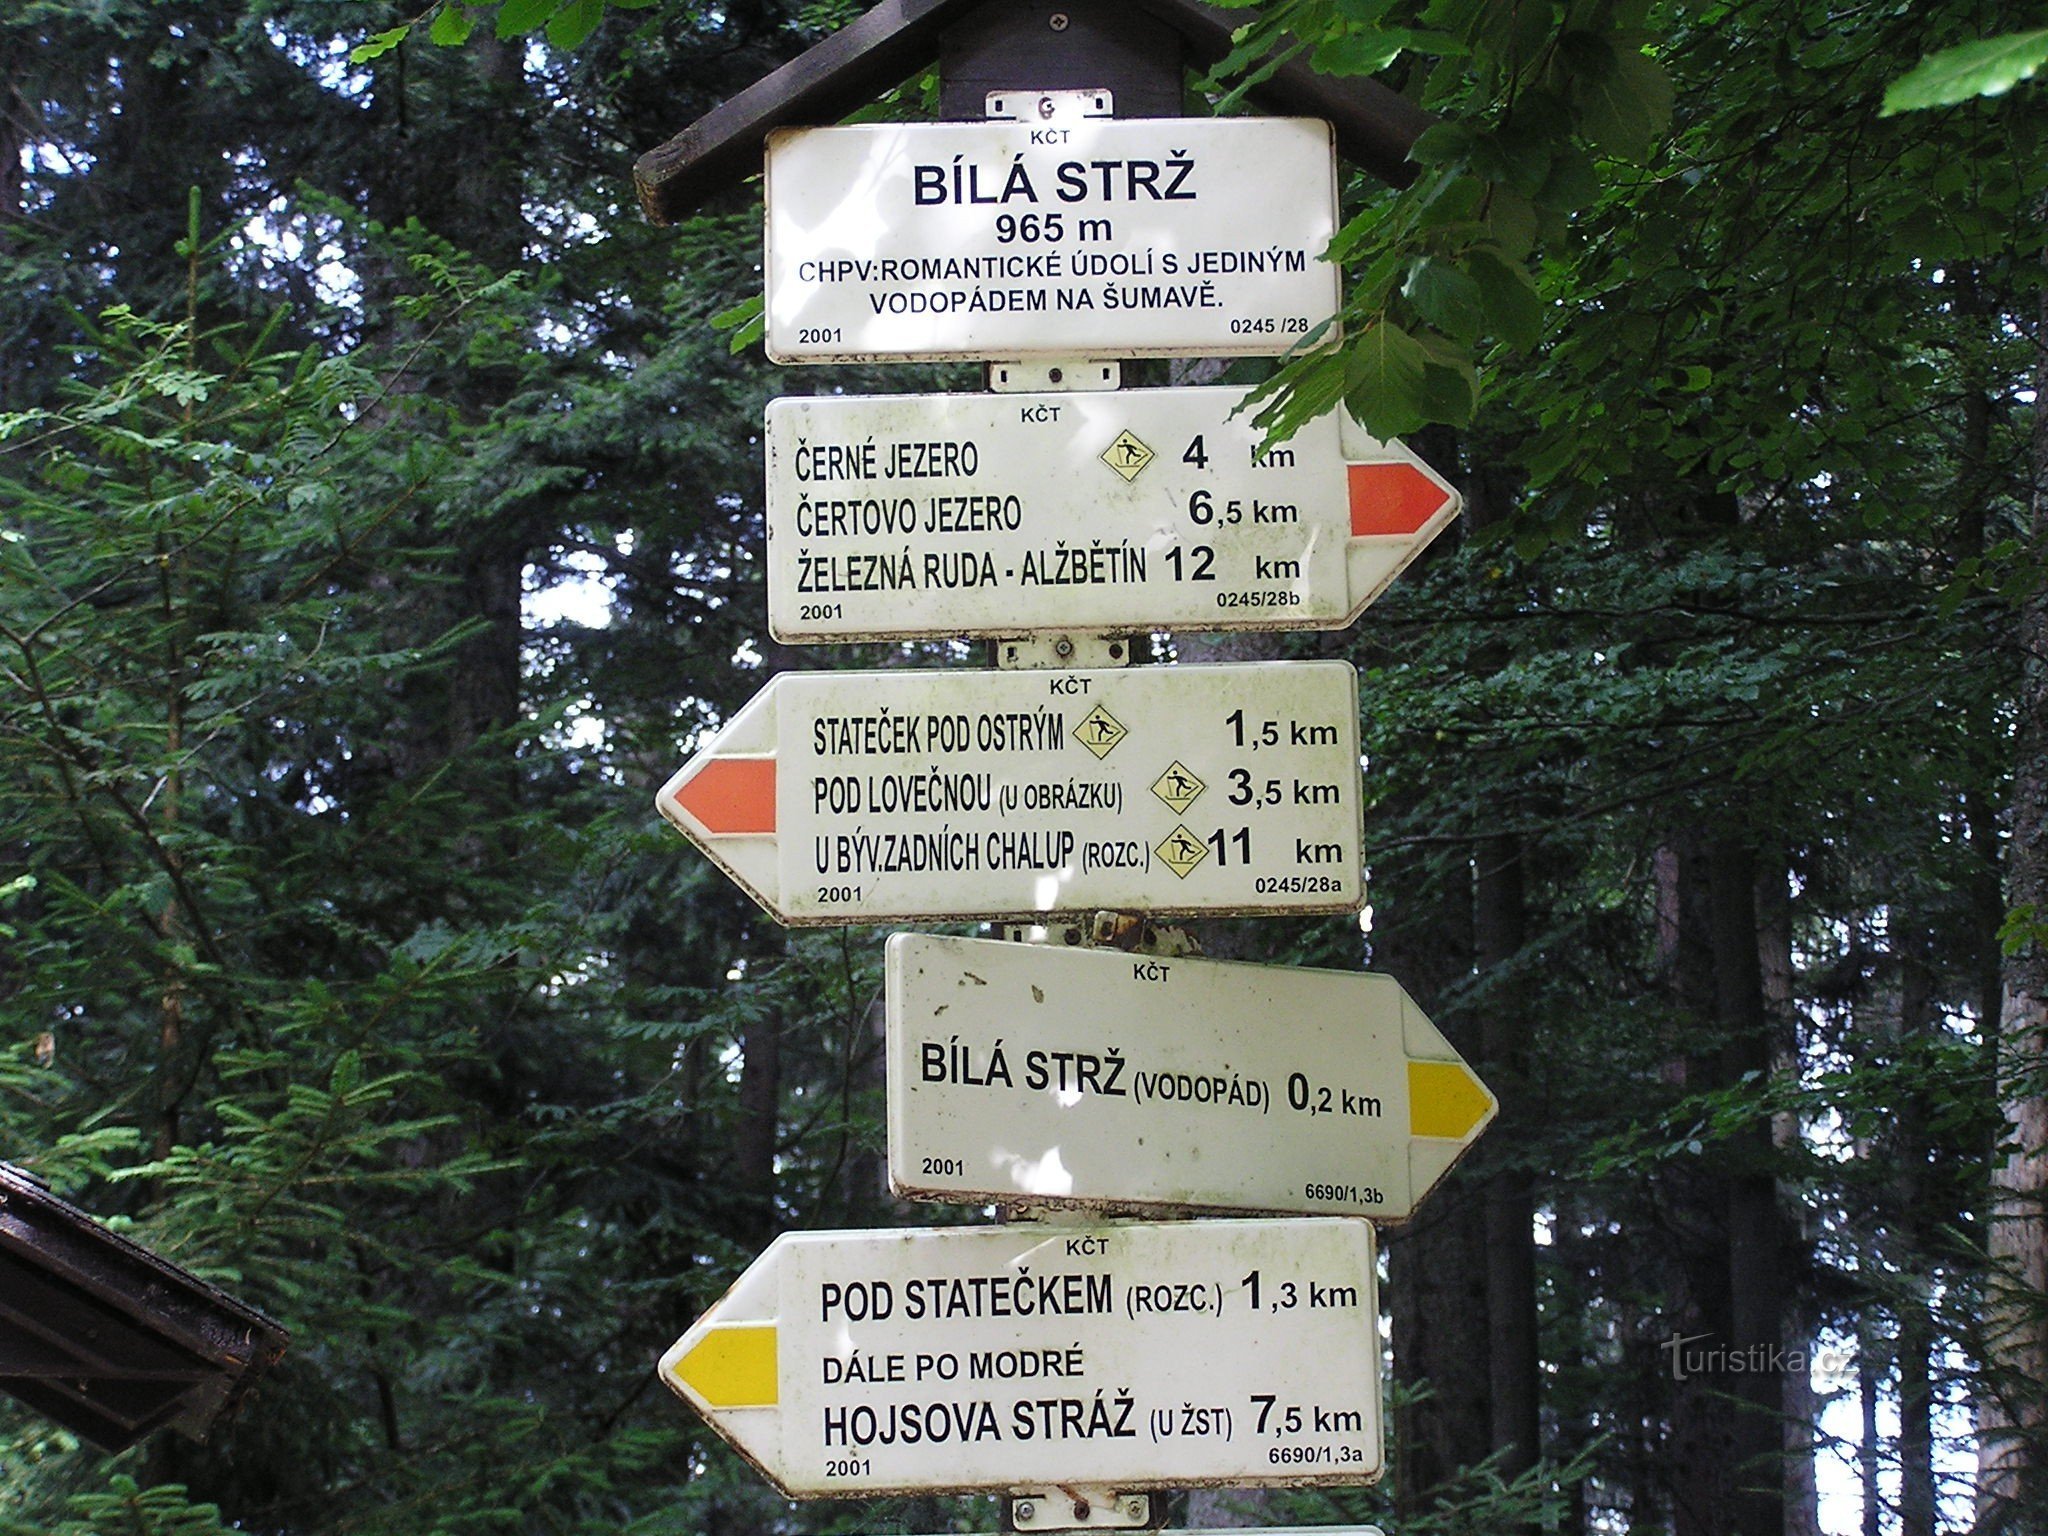 KČT
BÍLÁ STRŽ
965 m
CHPV:ROMANTICKÉ ÚDOLÍ S JEDINÝM
VODOPÁDEM NA ŠUMAVĚ.
2001 0245 /28
KČT
ČERNÉ JEZERO 4 km
ČERTOVO JEZERO 6,5 km
ŽELEZNÁ RUDA - ALŽBĚTÍN 12 km
2001 0245/28b
KČT
STATEČEK POD OSTRÝM 1,5 km
POD LOVEČNOU (U OBRÁZKU) 3,5 km
U BÝV.ZADNÍCH CHALUP (ROZC.) 11 km
2001 0245/28a
KČT
BÍLÁ STRŽ (VODOPÁD) 0,2 km
2001 6690/1,3b
KČT
POD STATEČKEM (ROZC.) 1,3 km
DÁLE PO MODRÉ
HOJSOVA STRÁŽ (U ŽST) 7,5 km
2001 6690/1,3a
Turistika.cz